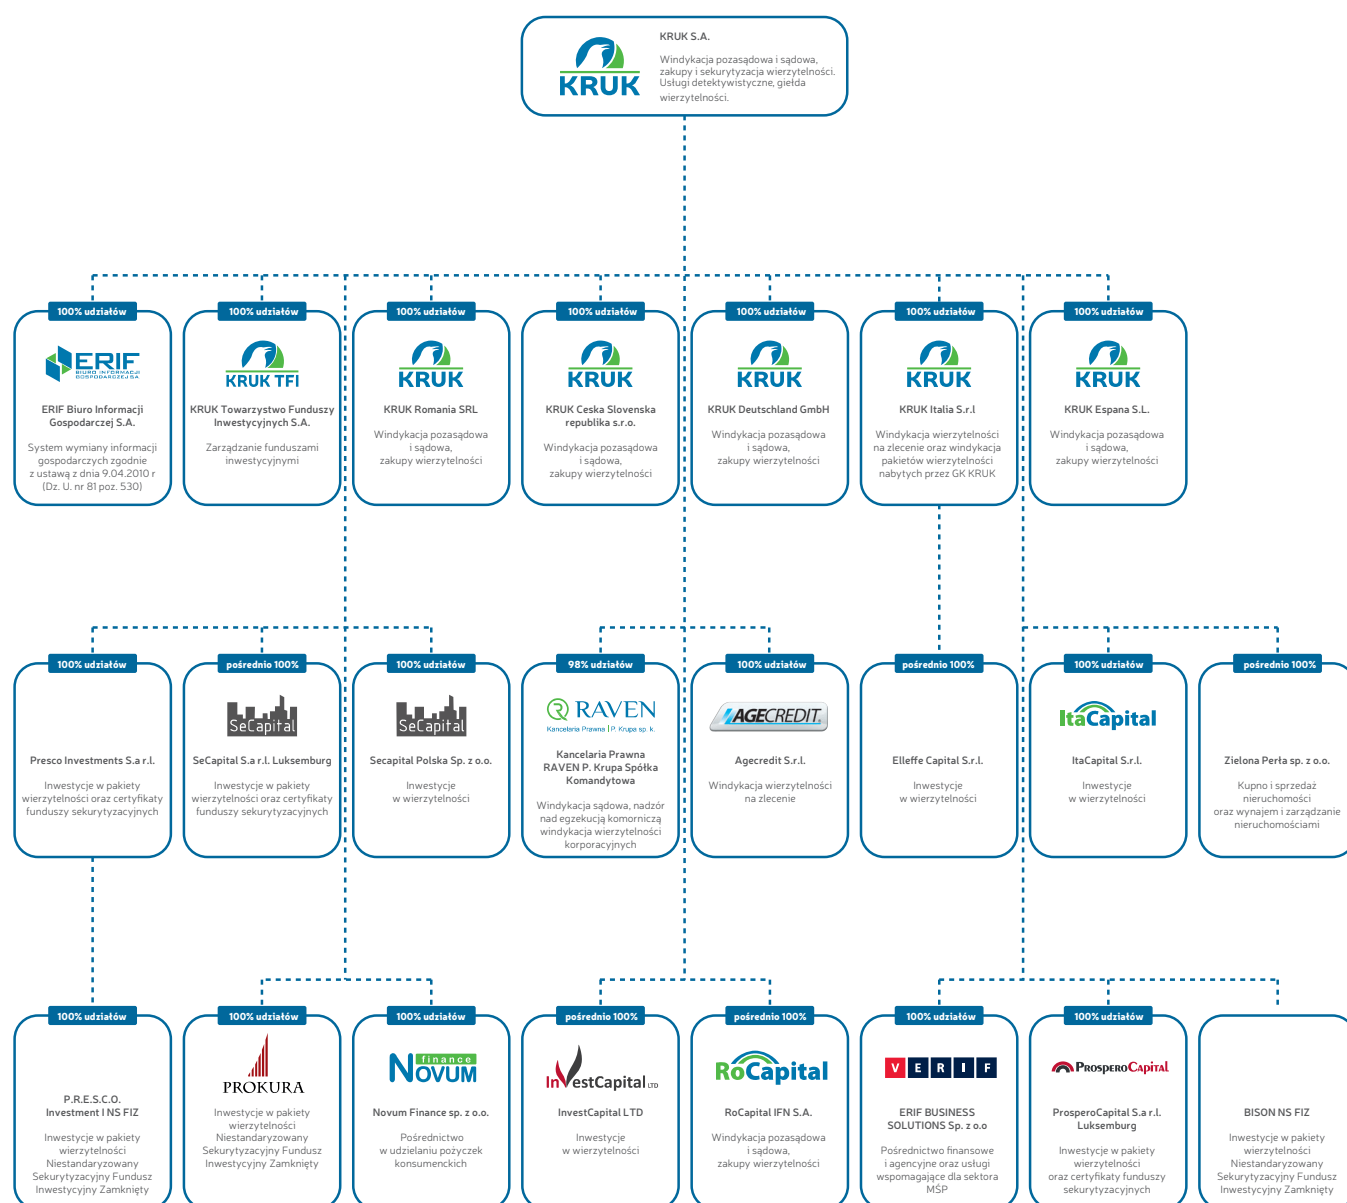 KRUK
KRUK S.A.
Windykacja pozasądowa i sądowa,
zakupy i sekurytyzacja wierzytelności.
Usługi detektywistyczne, giełda
wierzytelności.
100% udziałów
ERIF
BIURO INFORMACJI
GOSPODARCZEJ SA
ERIF Biuro Informacji
Gospodarczej S.A.
System wymiany informacji
gospodarczych zgodnie
z ustawą z dnia 9.04.2010 r
(Dz. U. nr 81 poz. 530)
100% udziałów
KRUK TFI
KRUK Towarzystwo Funduszy
Inwestycyjnych S.A.
Zarządzanie funduszami
inwestycyjnymi
100% udziałów
KRUK
KRUK Romania SRL
Windykacja pozasądowa
i sądowa,
zakupy wierzytelności
100% udziałów
KRUK
KRUK Ceska Slovenska
republika s.r.o.
Windykacja pozasądowa
i sądowa,
zakupy wierzytelności
100% udziałów
KRUK
KRUK Deutschland GmbH
Windykacja pozasądowa
i sądowa,
zakupy wierzytelności
100% udziałów
KRUK
KRUK Italia S.r.l
Windykacja wierzytelności
na zlecenie oraz windykacja
pakietów wierzytelności
nabytych przez GK KRUK
100% udziałów
KRUK
KRUK Espana S.L.
Windykacja pozasądowa
i sądowa,
zakupy wierzytelności
100% udziałów
Presco Investments S.a r.l.
Inwestycje w pakiety
wierzytelności oraz certyfikaty
funduszy sekurytyzacyjnych
pośrednio 100%
SeCapital
SeCapital S.a r.l. Luksemburg
Inwestycje w pakiety
wierzytelności oraz certyfikaty
funduszy sekurytyzacyjnych
100% udziałów
SeCapital
Secapital Polska Sp. z o.o.
Inwestycje
w wierzytelności
98% udziałów
RAVEN
Kancelaria Prawna | P. Krupa sp. k.
Kancelaria Prawna
RAVEN P. Krupa Spółka
Komandytowa
Windykacja sądowa, nadzór
nad egzekucją komorniczą
windykacja wierzytelności
korporacyjnych
100% udziałów
AGECREDIT
Agecredit S.r.l.
Windykacja wierzytelności
na zlecenie
pośrednio 100%
Elleffe Capital S.r.l.
Inwestycje
w wierzytelności
100% udziałów
ItaCapital
ItaCapital S.r.l.
Inwestycje
w wierzytelności
pośrednio 100%
Zielona Perła sp. z o.o.
Kupno i sprzedaż
nieruchomości
oraz wynajem i zarządzanie
nieruchomościami
100% udziałów
P.R.E.S.C.O.
Investment I NS FIZ
Inwestycje w pakiety
wierzytelności
Niestandaryzowany
Sekurytyzacyjny Fundusz
Inwestycyjny Zamknięty
100% udziałów
PROKURA
Inwestycje w pakiety
wierzytelności
Niestandaryzowany
Sekurytyzacyjny Fundusz
Inwestycyjny Zamknięty
100% udziałów
finance
NOVUM
Novum Finance sp. z o.o.
Pośrednictwo
w udzielaniu pożyczek
konsumenckich
pośrednio 100%
InVestCapital LTD
InvestCapital LTD
Inwestycje
w wierzytelności
pośrednio 100%
RoCapital
RoCapital IFN S.A.
Windykacja pozasądowa
i sądowa,
zakupy wierzytelności
100% udziałów
VERIF
ERIF BUSINESS
SOLUTIONS Sp. z o.o
Pośrednictwo finansowe
i agencyjne oraz usługi
wspomagające dla sektora
MŚP
100% udziałów
PROSPEROCAPITAL
ProsperoCapital S.a r.l.
Luksemburg
Inwestycje w pakiety
wierzytelności
oraz certyfikaty funduszy
sekurytyzacyjnych
BISON NS FIZ
Inwestycje w pakiety
wierzytelności
Niestandaryzowany
Sekurytyzacyjny Fundusz
Inwestycyjny Zamknięty